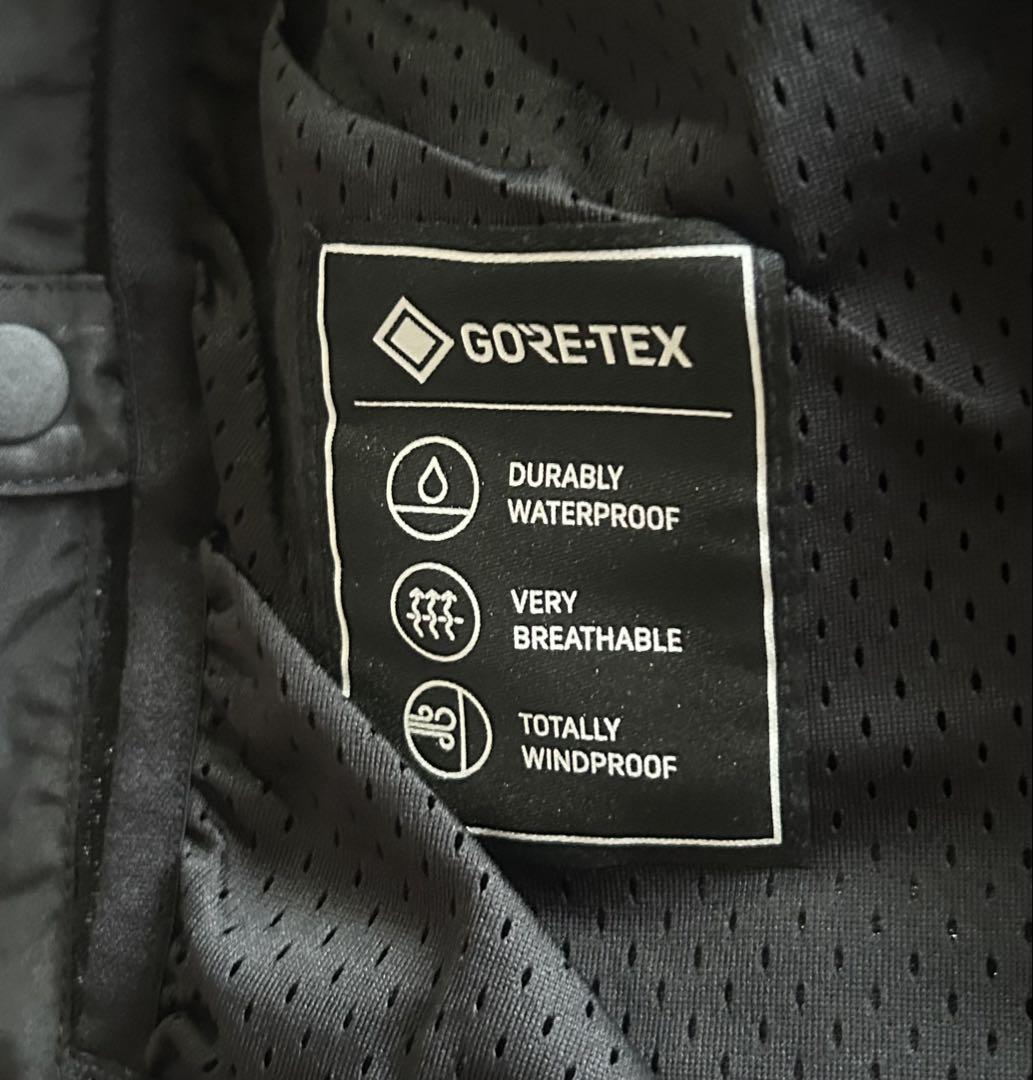 GORE-TEX
DURABLY
WATERPROOF
VERY
BREATHABLE
TOTALLY
WINDPROOF